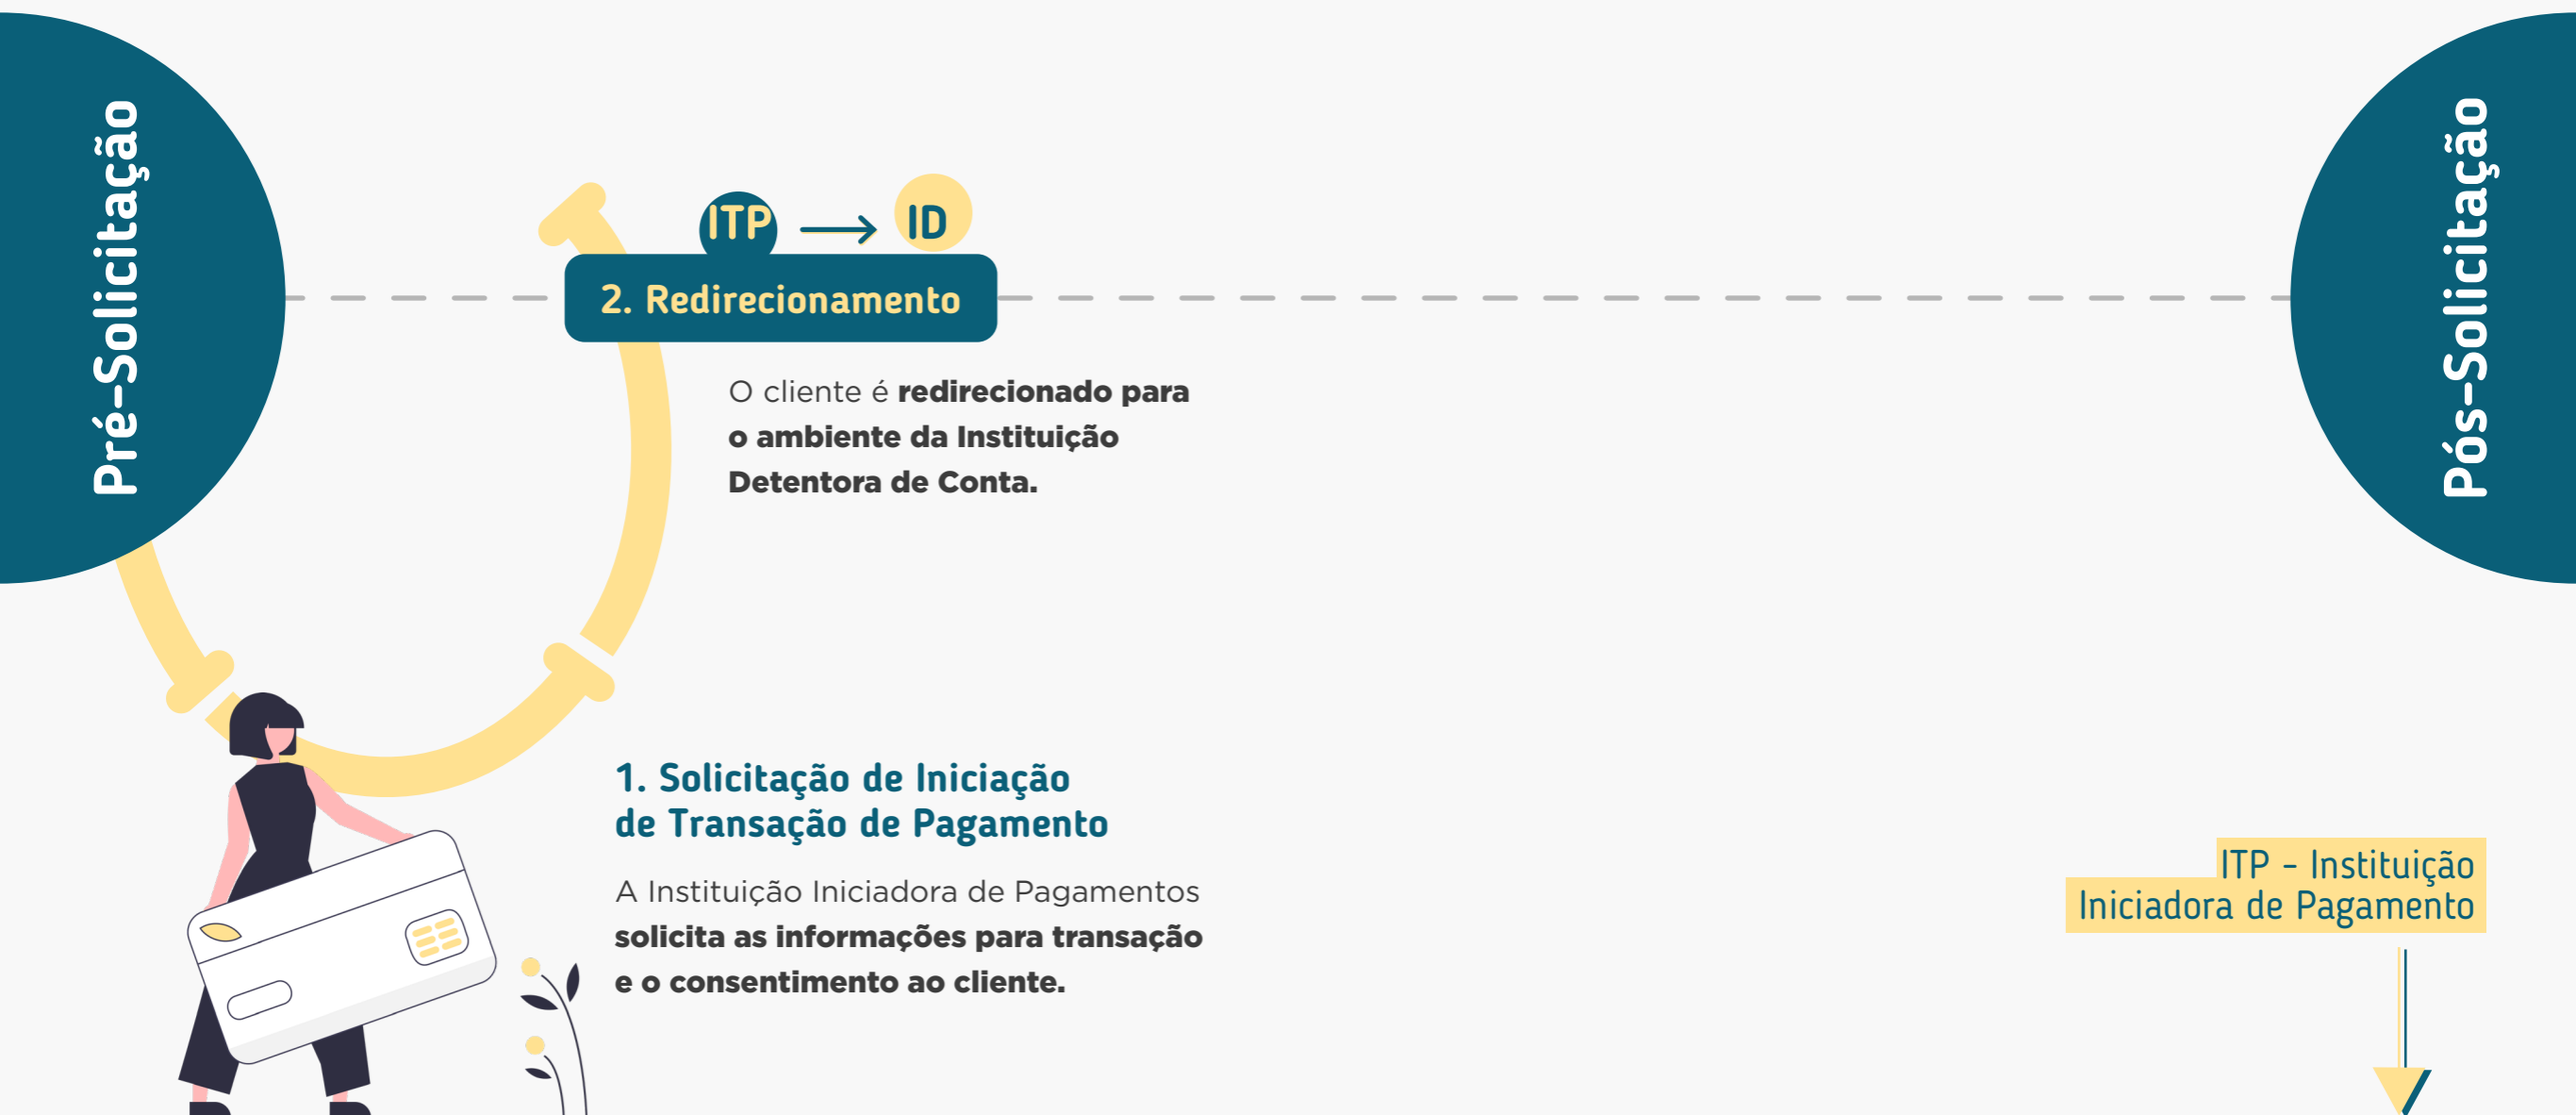 Pré-Solicitação
ITP
ID
2. Redirecionamento
O cliente é redirecionado para
o ambiente da Instituição
Detentora de Conta.
1. Solicitação de Iniciação
de Transação de Pagamento
A Instituição Iniciadora de Pagamentos
solicita as informações para transação
e o consentimento ao cliente.
Pós-Solicitação
ITP - Instituição
Iniciadora de Pagamento